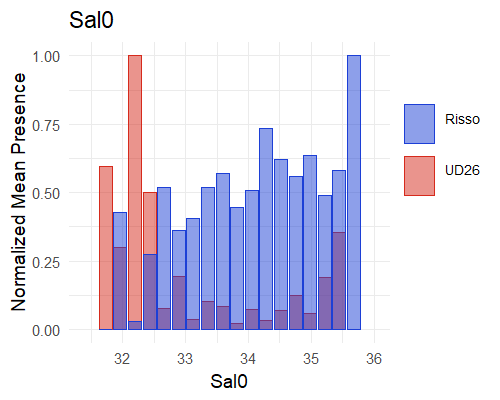 Sal0
Normalized Mean Presence
1.00
0.75
0.50
0.25
0.00
32 33 34 35 36
Sal0
Risso
UD26